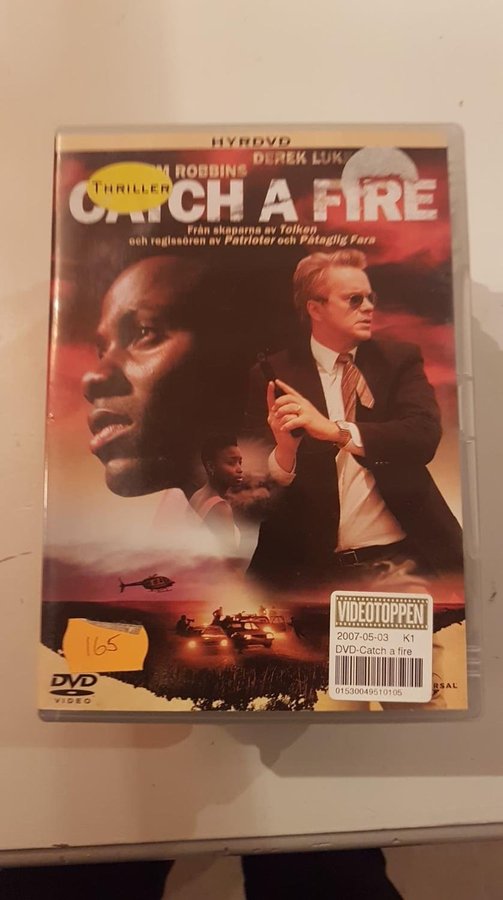 HYRDVD
ROBBINS DEREK LUK
THRILLER
CATCH A FIRE
Från skaparna av Tolken
och regissören av Patrioter och Påtaglig Fara
165
DVD
VIDEO
VIDEOTOPPEN
2007-05-03 K1
DVD-Catch a fire
01530049510105